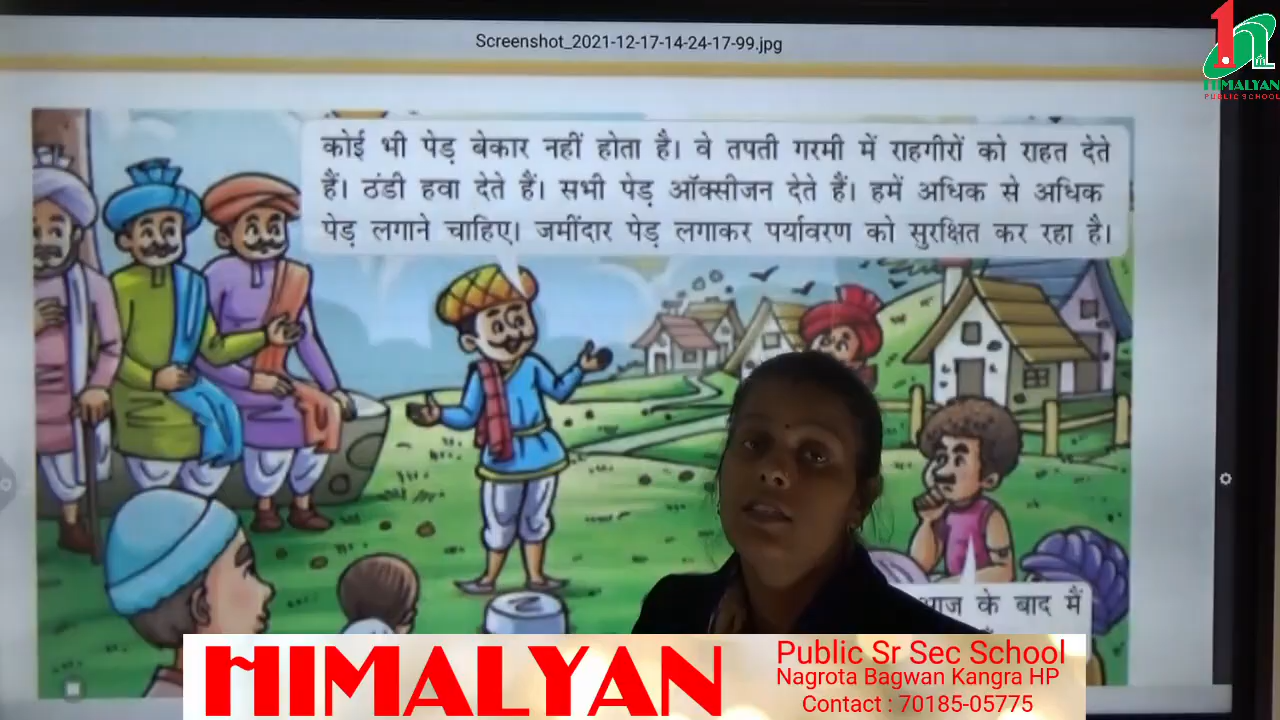 Screenshot_2021-12-17-14-24-17-99.jpg
HIMALYAN
PUBLIC SCHOOL
कोई भी पेड़ बेकार नहीं होता है। वे तपती गरमी में राहगीरों को राहत देते
हैं। ठंडी हवा देते हैं। सभी पेड़ ऑक्सीजन देते हैं। हमें अधिक से अधिक
पेड़ लगाने चाहिए। जमींदार पेड़ लगाकर पर्यावरण को सुरक्षित कर रहा है।
आज के बाद मैं
HIMALYAN
Public Sr Sec School
Nagrota Bagwan Kangra HP
Contact : 70185-05775